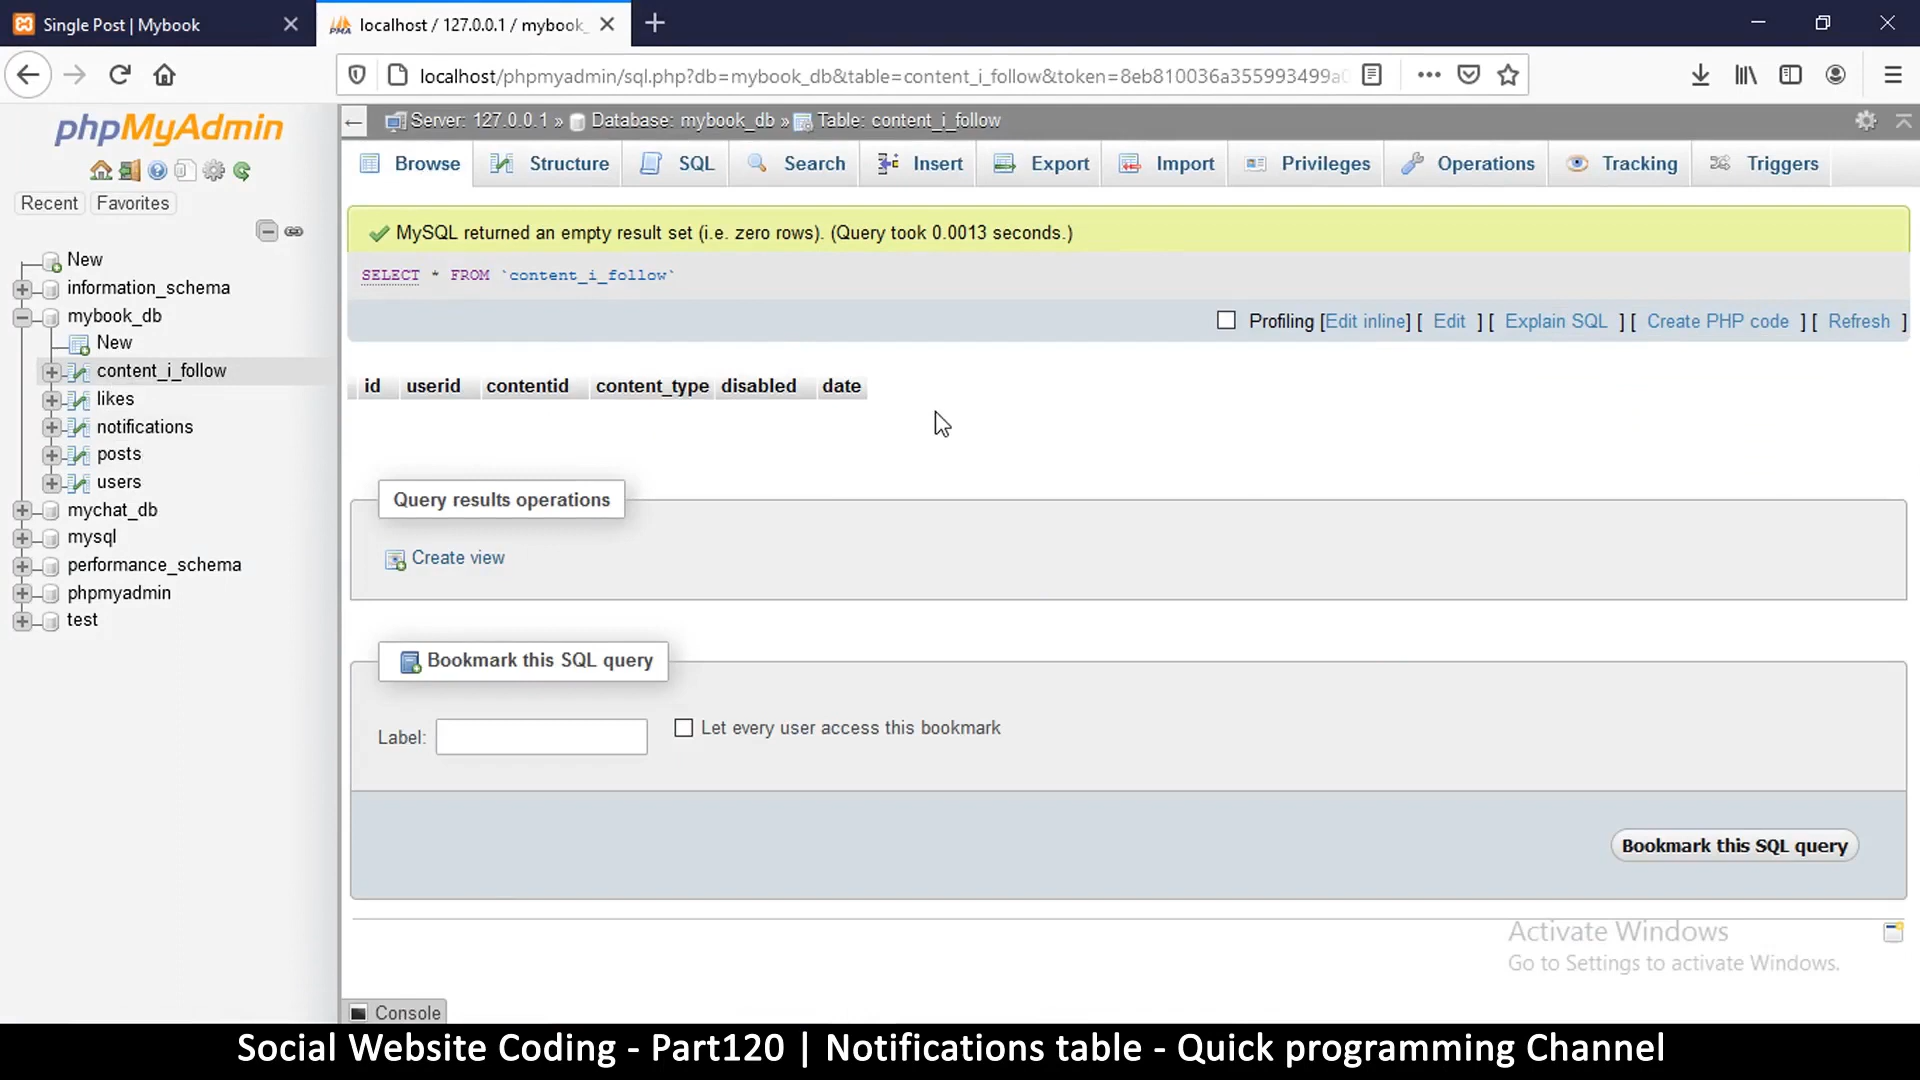 Single Post | Mybook
localhost / 127.0.0.1 / mybook_
localhost/phpmyadmin/sql.php?db=mybook_db&table=content_i_follow&token=8eb810036a355993499a0
phpMyAdmin
Recent
Favorites
New
information_schema
mybook_db
New
content_i_follow
likes
notifications
posts
users
mychat_db
mysql
performance_schema
phpmyadmin
test
Server: 127.0.0.1 » Database: mybook_db » Table: content_i_follow
Browse Structure SQL Search Insert Export Import Privileges Operations Tracking Triggers
MySQL returned an empty result set (i.e. zero rows). (Query took 0.0013 seconds.)
SELECT * FROM `content_i_follow`
Profiling [Edit inline] [ Edit ] [ Explain SQL ] [ Create PHP code ] [ Refresh ]
id userid contentid content_type disabled date
Query results operations
Create view
Bookmark this SQL query
Label: Let every user access this bookmark
Bookmark this SQL query
Activate Windows
Go to Settings to activate Windows.
Console
Social Website Coding - Part120 | Notifications table - Quick programming Channel